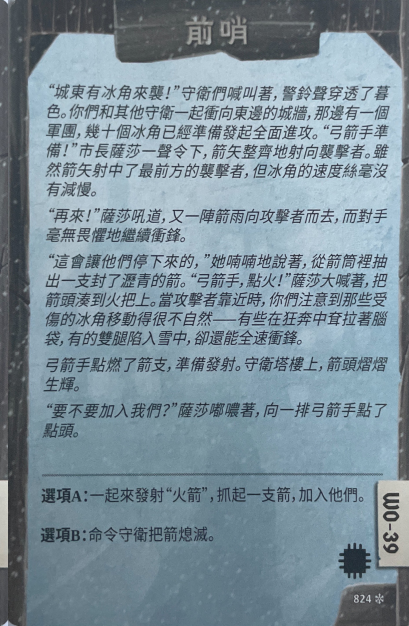 前哨
“城東有冰角來襲！”守衛們喊叫著，警鈴聲穿透了暮
色。你們和其他守衛一起衝向東邊的城牆，那邊有一個
軍團，幾十個冰角已經準備發起全面進攻。“弓箭手準
備！”市長薩莎一聲令下，箭矢整齊地射向襲擊者。雖
然箭矢射中了最前方的襲擊者，但冰角的速度絲毫沒
有減慢。
“再來！”薩莎吼道，又一陣箭雨向攻擊者而去，而對手
毫無畏懼地繼續衝鋒。
“這會讓他們停下來的，”她喃喃地說著，從箭筒裡抽
出一支封了瀝青的箭。“弓箭手，點火！”薩莎大喊著，把
箭頭湊到火把上。當攻擊者靠近時，你們注意到那些受
傷的冰角移動得很不自然——有些在狂奔中耷拉著腦
袋，有的雙腿陷入雪中，卻還能全速衝鋒。
弓箭手點燃了箭支，準備發射。守衛塔樓上，箭頭熠熠
生輝。
“要不要加入我們？”薩莎嘟囔著，向一排弓箭手點了
點頭。
選項A：一起來發射“火箭”，抓起一支箭，加入他們。
選項B：命令守衛把箭熄滅。
WO-39
824